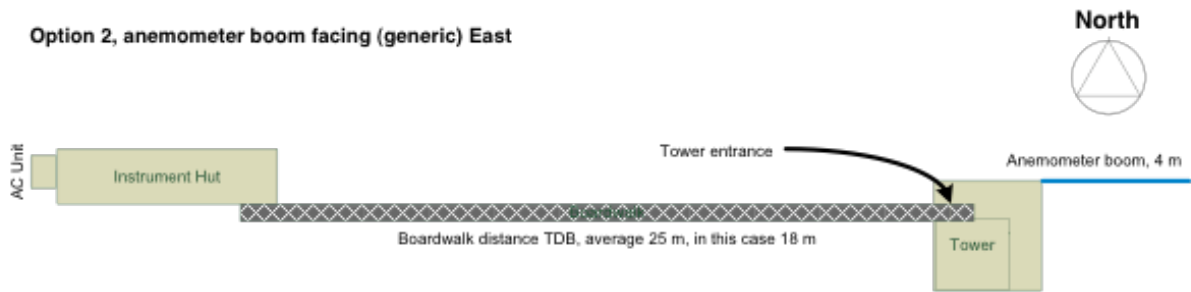 North
Option 2, anemometer boom facing (generic) East
Tower entrance
Anemometer boom, 4 m
AC Unit
Instrument Hut
Boardwalk
Boardwalk distance TDB, average 25 m, in this case 18 m
Tower